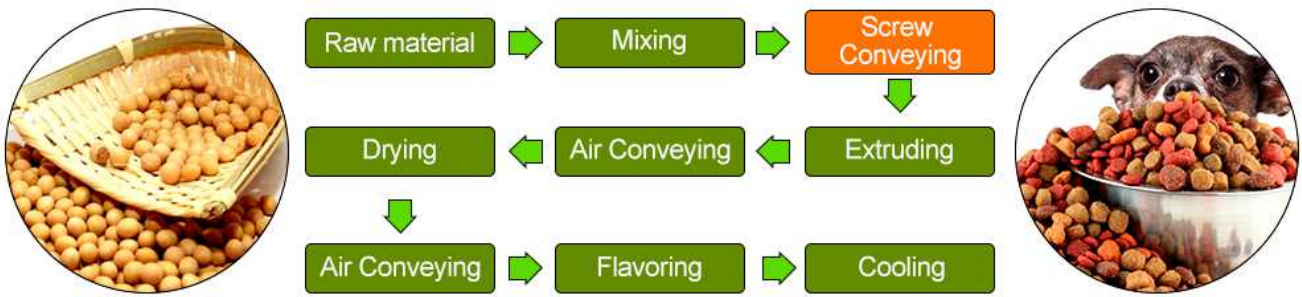 Raw material
Mixing
Screw
Conveying
Drying
Air Conveying
Extruding
Air Conveying
Flavoring
Cooling